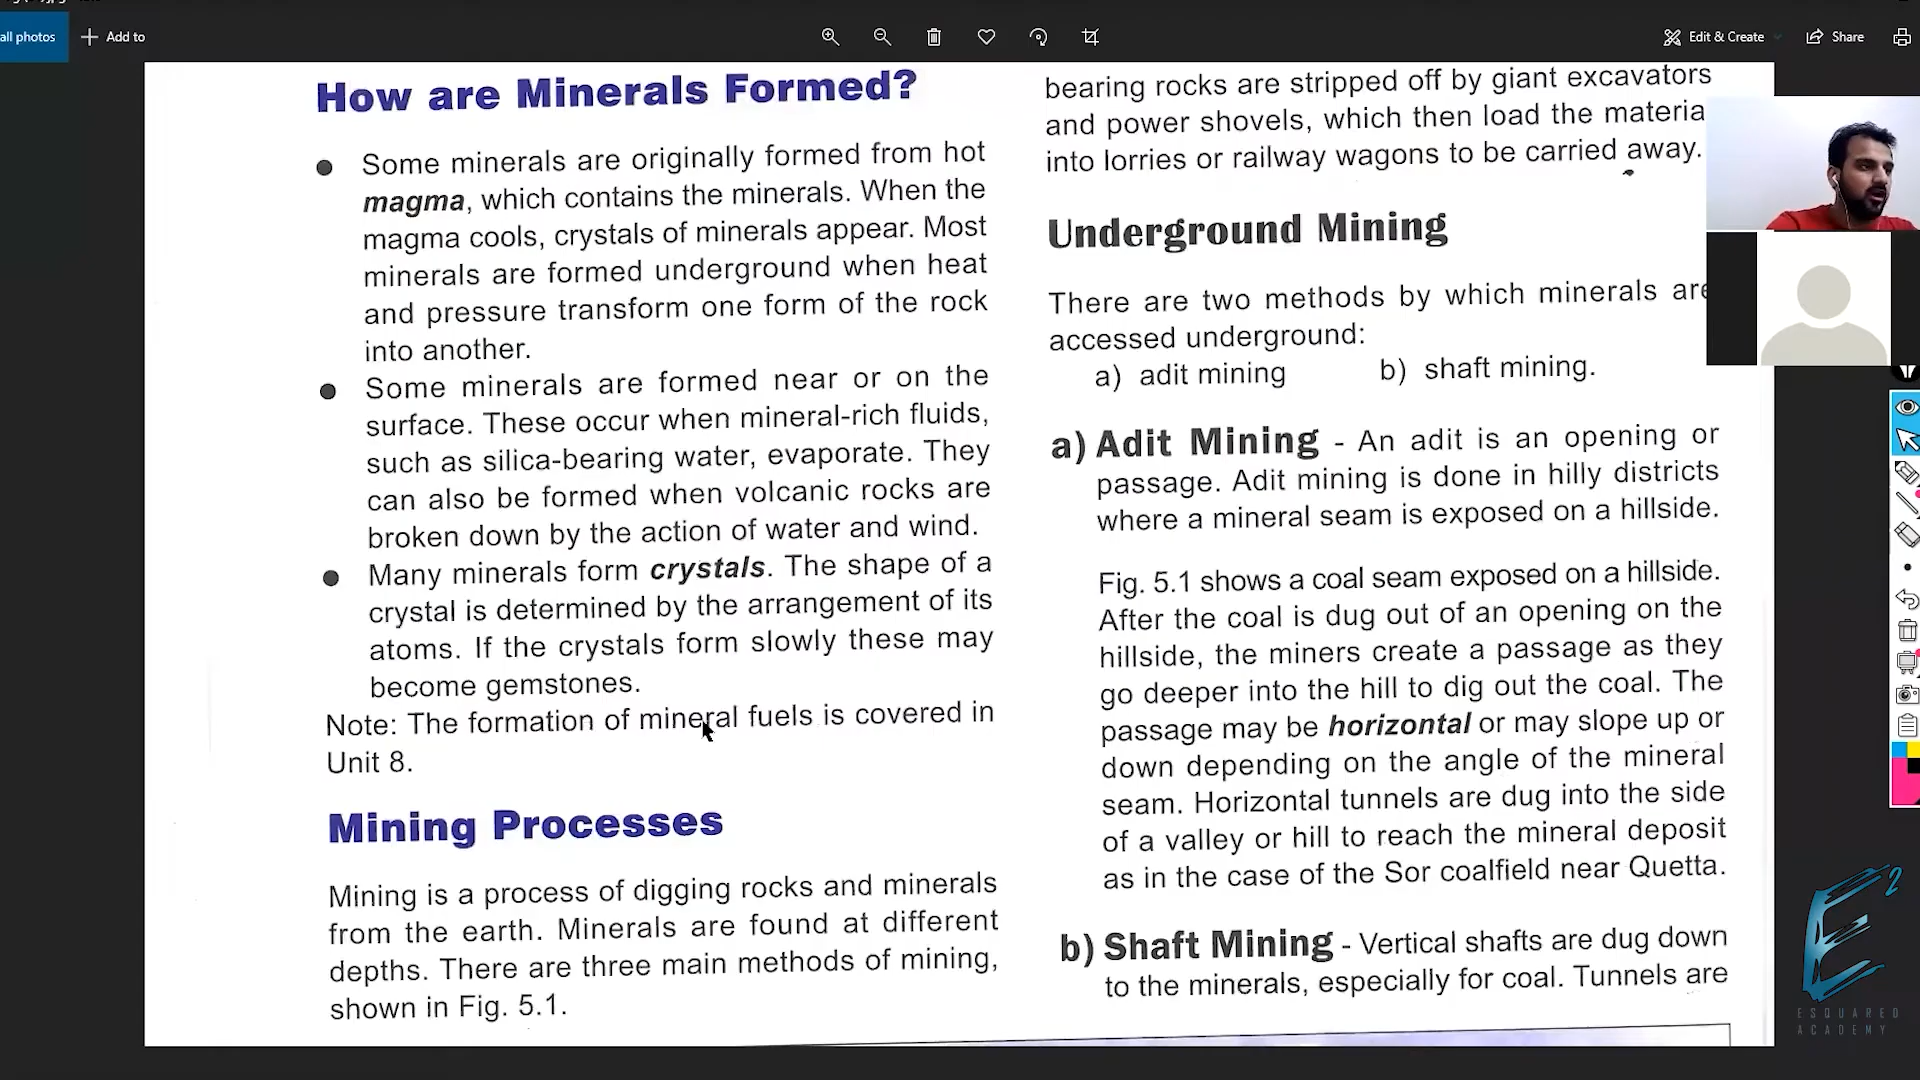 all photos
Add to
Edit & Create
Share
How are Minerals Formed?
● Some minerals are originally formed from hot
magma, which contains the minerals. When the
magma cools, crystals of minerals appear. Most
minerals are formed underground when heat
and pressure transform one form of the rock
into another.
● Some minerals are formed near or on the
surface. These occur when mineral-rich fluids,
such as silica-bearing water, evaporate. They
can also be formed when volcanic rocks are
broken down by the action of water and wind.
● Many minerals form crystals. The shape of a
crystal is determined by the arrangement of its
atoms. If the crystals form slowly these may
become gemstones.
Note: The formation of mineral fuels is covered in
Unit 8.
Mining Processes
Mining is a process of digging rocks and minerals
from the earth. Minerals are found at different
depths. There are three main methods of mining,
shown in Fig. 5.1.
bearing rocks are stripped off by giant excavators
and power shovels, which then load the materia
into lorries or railway wagons to be carried away.
Underground Mining
There are two methods by which minerals are
accessed underground:
a) adit mining b) shaft mining.
a) Adit Mining - An adit is an opening or
passage. Adit mining is done in hilly districts
where a mineral seam is exposed on a hillside.
Fig. 5.1 shows a coal seam exposed on a hillside.
After the coal is dug out of an opening on the
hillside, the miners create a passage as they
go deeper into the hill to dig out the coal. The
passage may be horizontal or may slope up or
down depending on the angle of the mineral
seam. Horizontal tunnels are dug into the side
of a valley or hill to reach the mineral deposit
as in the case of the Sor coalfield near Quetta.
b) Shaft Mining - Vertical shafts are dug down
to the minerals, especially for coal. Tunnels are
E2
ESQUARED
ACADEMY